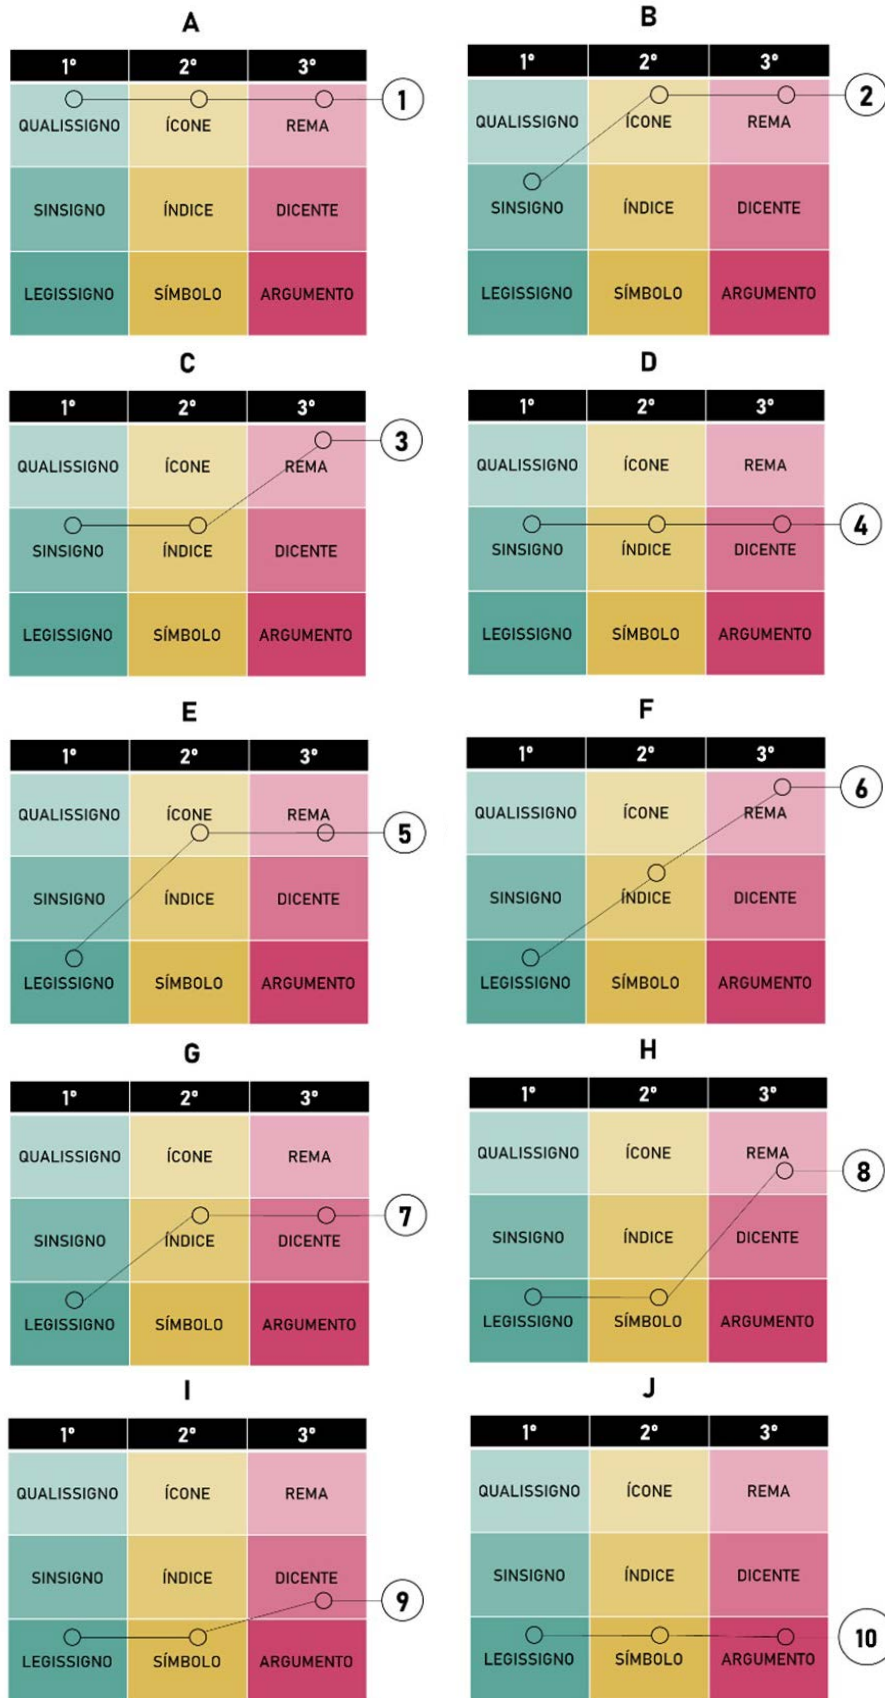 A
1º 2º 3º
1
QUALISSIGNO ÍCONE REMA
SINSIGNO ÍNDICE DICENTE
LEGISSIGNO SÍMBOLO ARGUMENTO
B
1º 2º 3º
2
QUALISSIGNO ÍCONE REMA
SINSIGNO ÍNDICE DICENTE
LEGISSIGNO SÍMBOLO ARGUMENTO
C
1º 2º 3º
3
QUALISSIGNO ÍCONE REMA
SINSIGNO ÍNDICE DICENTE
LEGISSIGNO SÍMBOLO ARGUMENTO
D
1º 2º 3º
QUALISSIGNO ÍCONE REMA
4
SINSIGNO ÍNDICE DICENTE
LEGISSIGNO SÍMBOLO ARGUMENTO
E
1º 2º 3º
QUALISSIGNO ÍCONE REMA
5
SINSIGNO ÍNDICE DICENTE
LEGISSIGNO SÍMBOLO ARGUMENTO
F
1º 2º 3º
6
QUALISSIGNO ÍCONE REMA
SINSIGNO ÍNDICE DICENTE
LEGISSIGNO SÍMBOLO ARGUMENTO
G
1º 2º 3º
QUALISSIGNO ÍCONE REMA
7
SINSIGNO ÍNDICE DICENTE
LEGISSIGNO SÍMBOLO ARGUMENTO
H
1º 2º 3º
QUALISSIGNO ÍCONE REMA
8
SINSIGNO ÍNDICE DICENTE
LEGISSIGNO SÍMBOLO ARGUMENTO
I
1º 2º 3º
QUALISSIGNO ÍCONE REMA
SINSIGNO ÍNDICE DICENTE
9
LEGISSIGNO SÍMBOLO ARGUMENTO
J
1º 2º 3º
QUALISSIGNO ÍCONE REMA
SINSIGNO ÍNDICE DICENTE
10
LEGISSIGNO SÍMBOLO ARGUMENTO